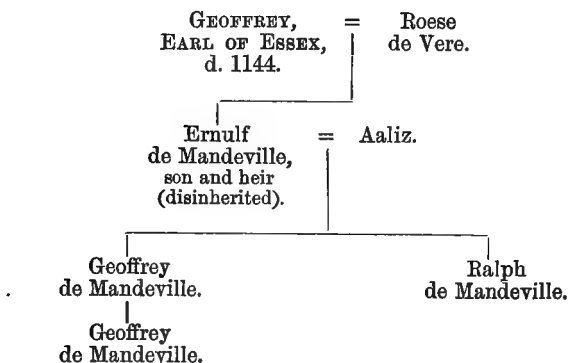 GEOFFREY, = Roese
EARL OF ESSEX, de Vere.
d. 1144.
Ernulf = Aaliz.
de Mandeville,
son and heir
(disinherited).
Geoffrey Ralph
de Mandeville. de Mandeville.
Geoffrey
de Mandeville.